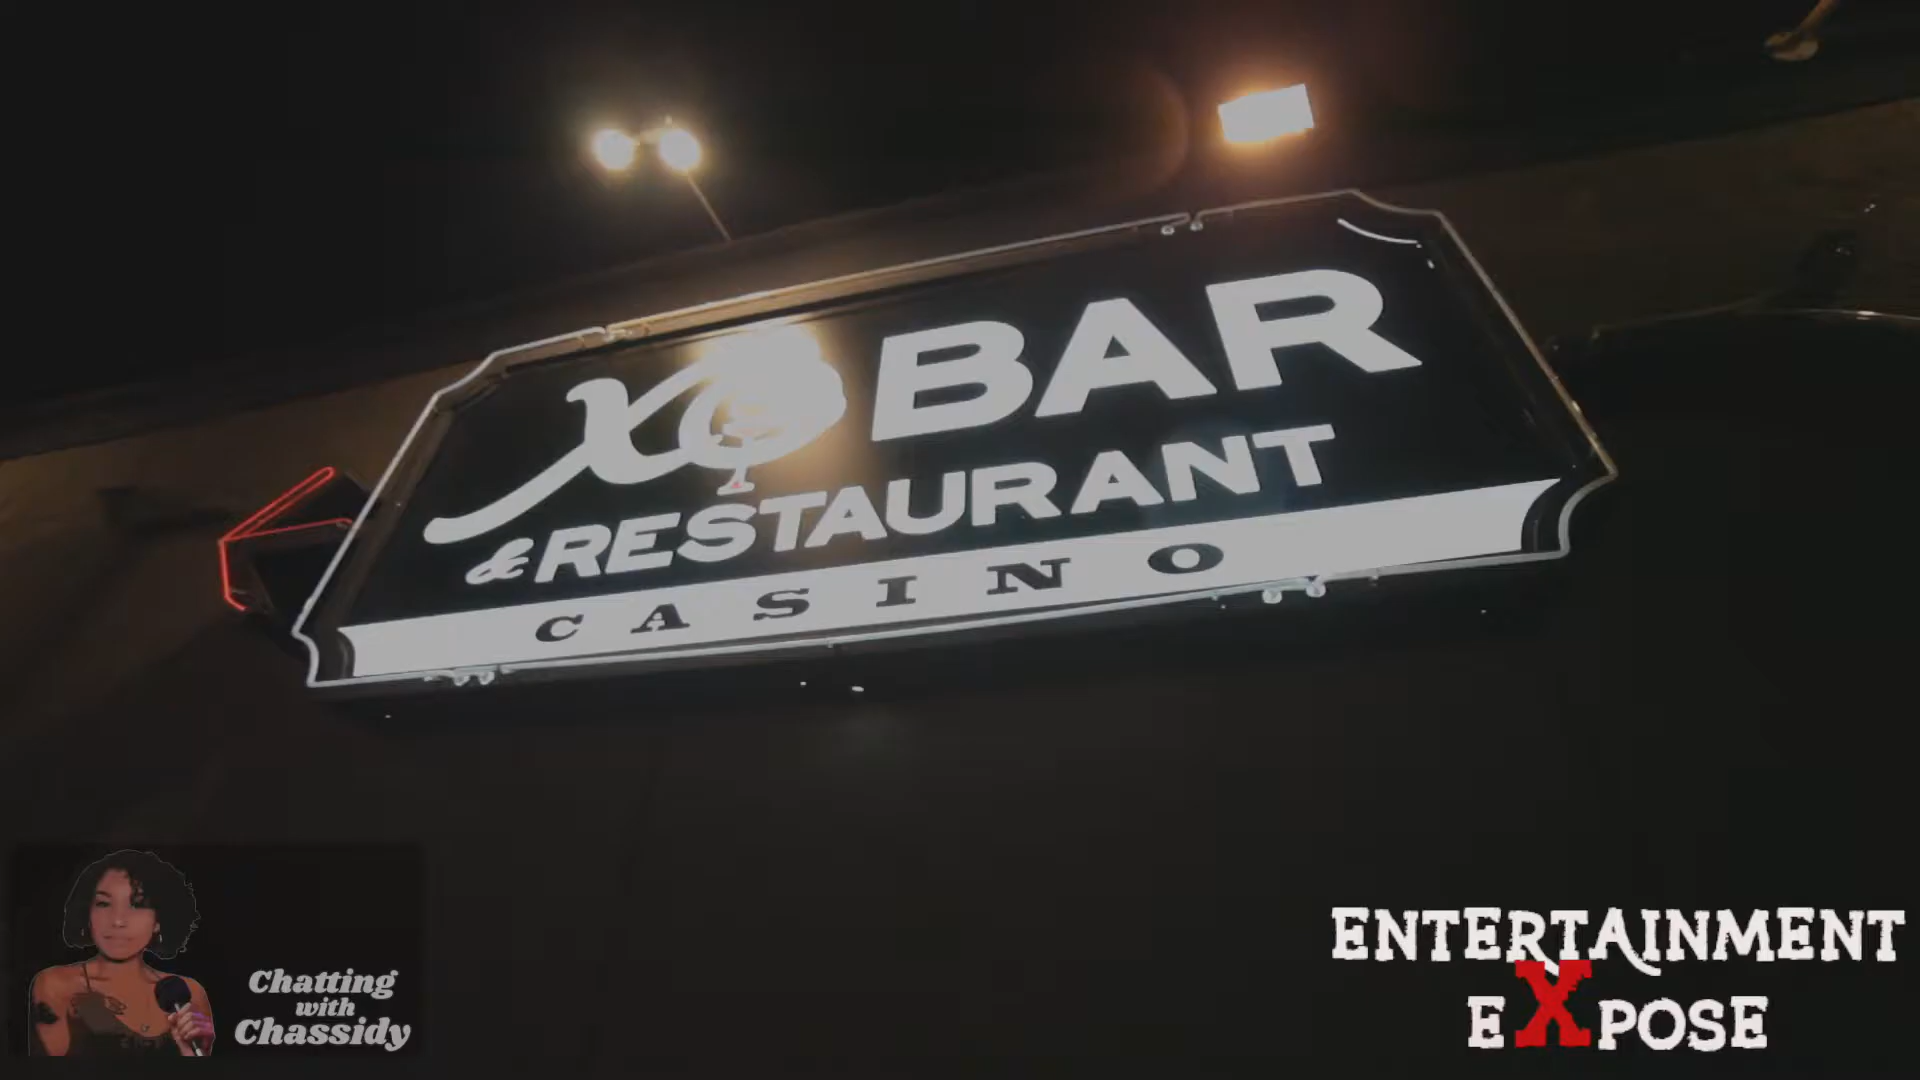 XO BAR
& RESTAURANT
CASINO
Chatting
with
Chassidy
ENTERTAINMENT
EXPOSE